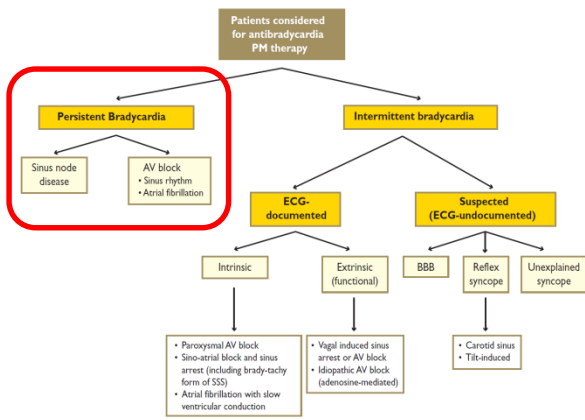 Patients considered
for antibradycardia
PM therapy
Persistent Bradycardia
Intermittent bradycardia
Sinus node
disease
AV block
• Sinus rhythm
• Atrial fibrillation
ECG-
documented
Suspected
(ECG-undocumented)
Intrinsic
Extrinsic
(functional)
BBB
Reflex
syncope
Unexplained
syncope
• Paroxysmal AV block
• Sino-atrial block and sinus
arrest (including brady-tachy
form of SSS)
• Atrial fibrillation with slow
ventricular conduction
• Vagal induced sinus
arrest or AV block
• Idiopathic AV block
(adenosine-mediated)
• Carotid sinus
• Tilt-induced